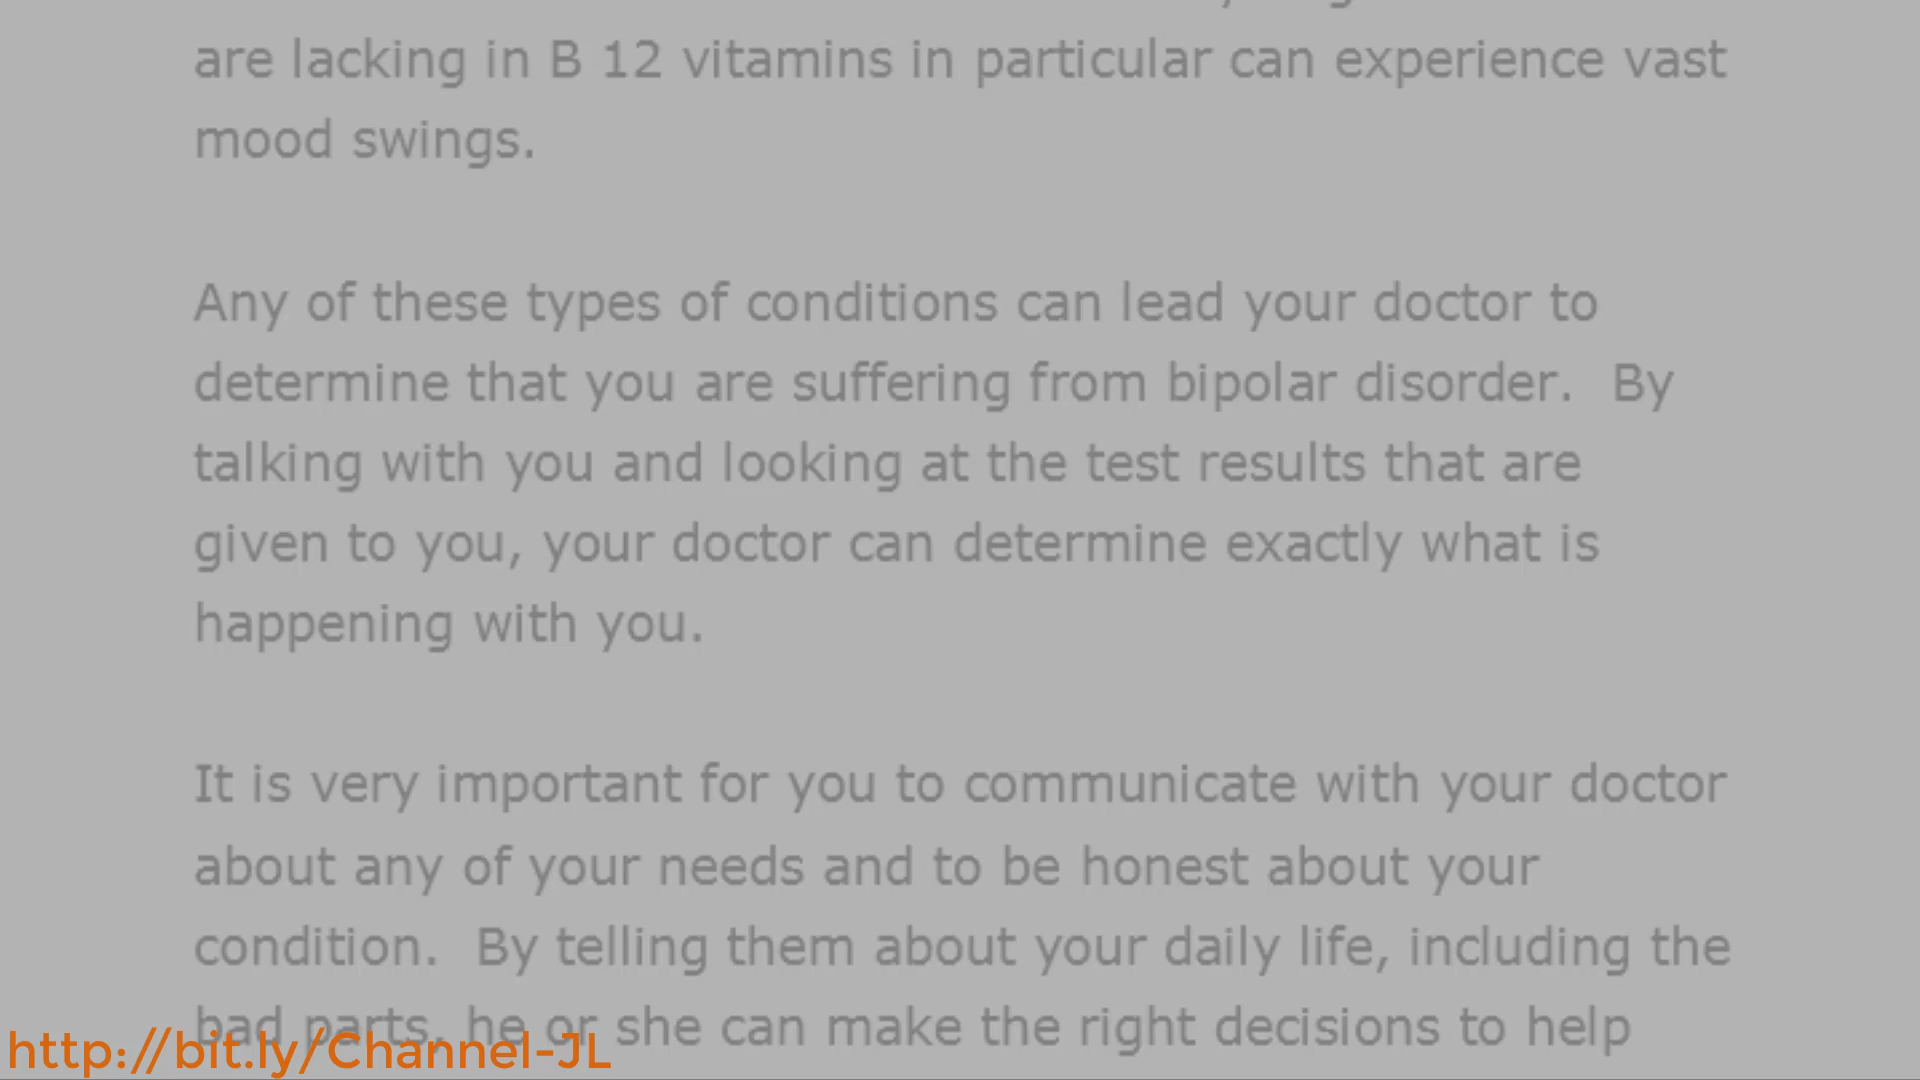 are lacking in B 12 vitamins in particular can experience vast
mood swings.
Any of these types of conditions can lead your doctor to
determine that you are suffering from bipolar disorder.  By
talking with you and looking at the test results that are
given to you, your doctor can determine exactly what is
happening with you.
It is very important for you to communicate with your doctor
about any of your needs and to be honest about your
condition.  By telling them about your daily life, including the
bad parts, he or she can make the right decisions to help
http://bit.ly/Channel-JL